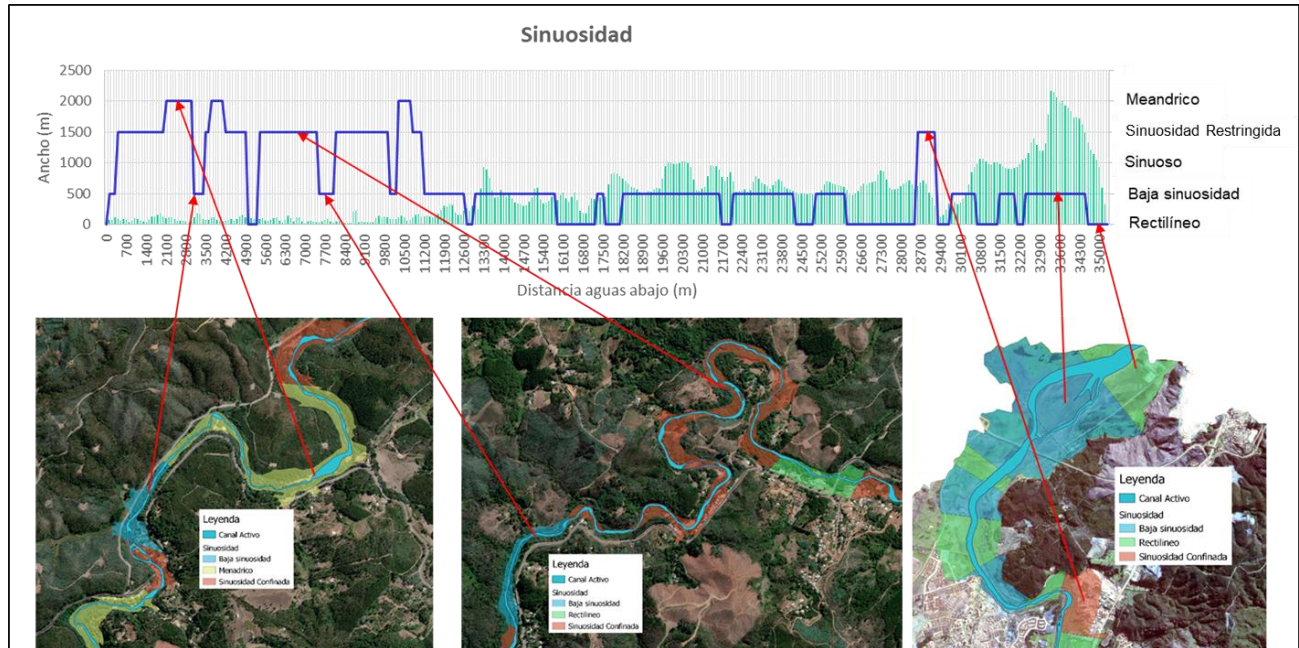 Sinuosidad
Ancho (m)
2500
2000
1500
1000
500
0
Meandrico
Sinuosidad Restringida
Sinuoso
Baja sinuosidad
Rectilíneo
0 700 1400 2100 2800 3500 4200 4900 5600 6300 7000 7700 8400 9100 9800 10500 11200 11900 12600 13300 14000 14700 15400 16100 16800 17500 18200 18900 19600 20300 21000 21700 22400 23100 23800 24500 25200 25900 26600 27300 28000 28700 29400 30100 30800 31500 32200 32900 33600 34300 35000
Distancia aguas abajo (m)
Leyenda
Canal Activo
Sinuosidad
Baja sinuosidad
Menadrico
Sinuosidad Confinada
Leyenda
Canal Activo
Sinuosidad
Baja sinuosidad
Rectilineo
Sinuosidad Confinada
Leyenda
Canal Activo
Sinuosidad
Baja sinuosidad
Rectilineo
Sinuosidad Confinada